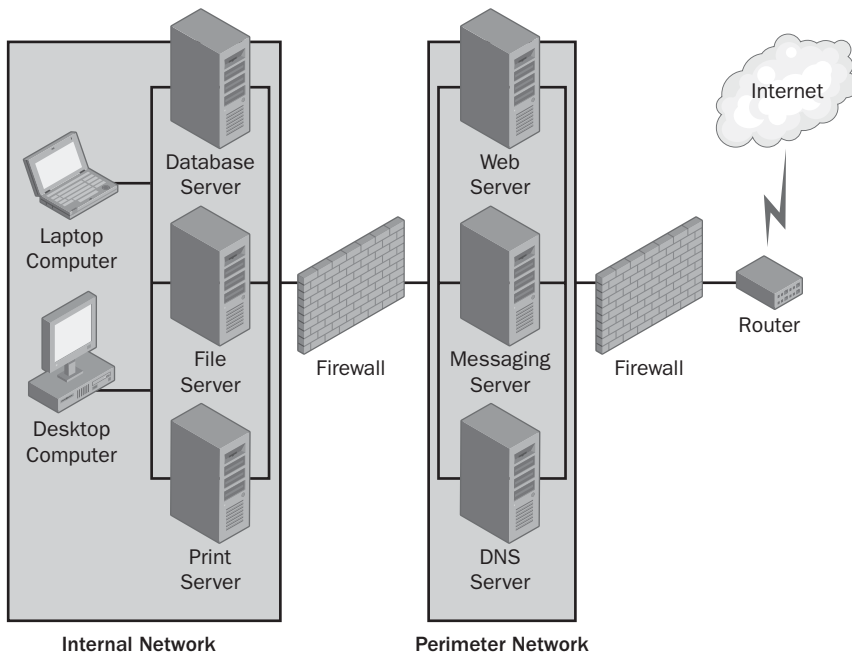 Internet
Database
Server
Web
Server
Laptop
Computer
File
Server
Firewall
Messaging
Server
Firewall
Router
Desktop
Computer
Print
Server
DNS
Server
Internal Network
Perimeter Network